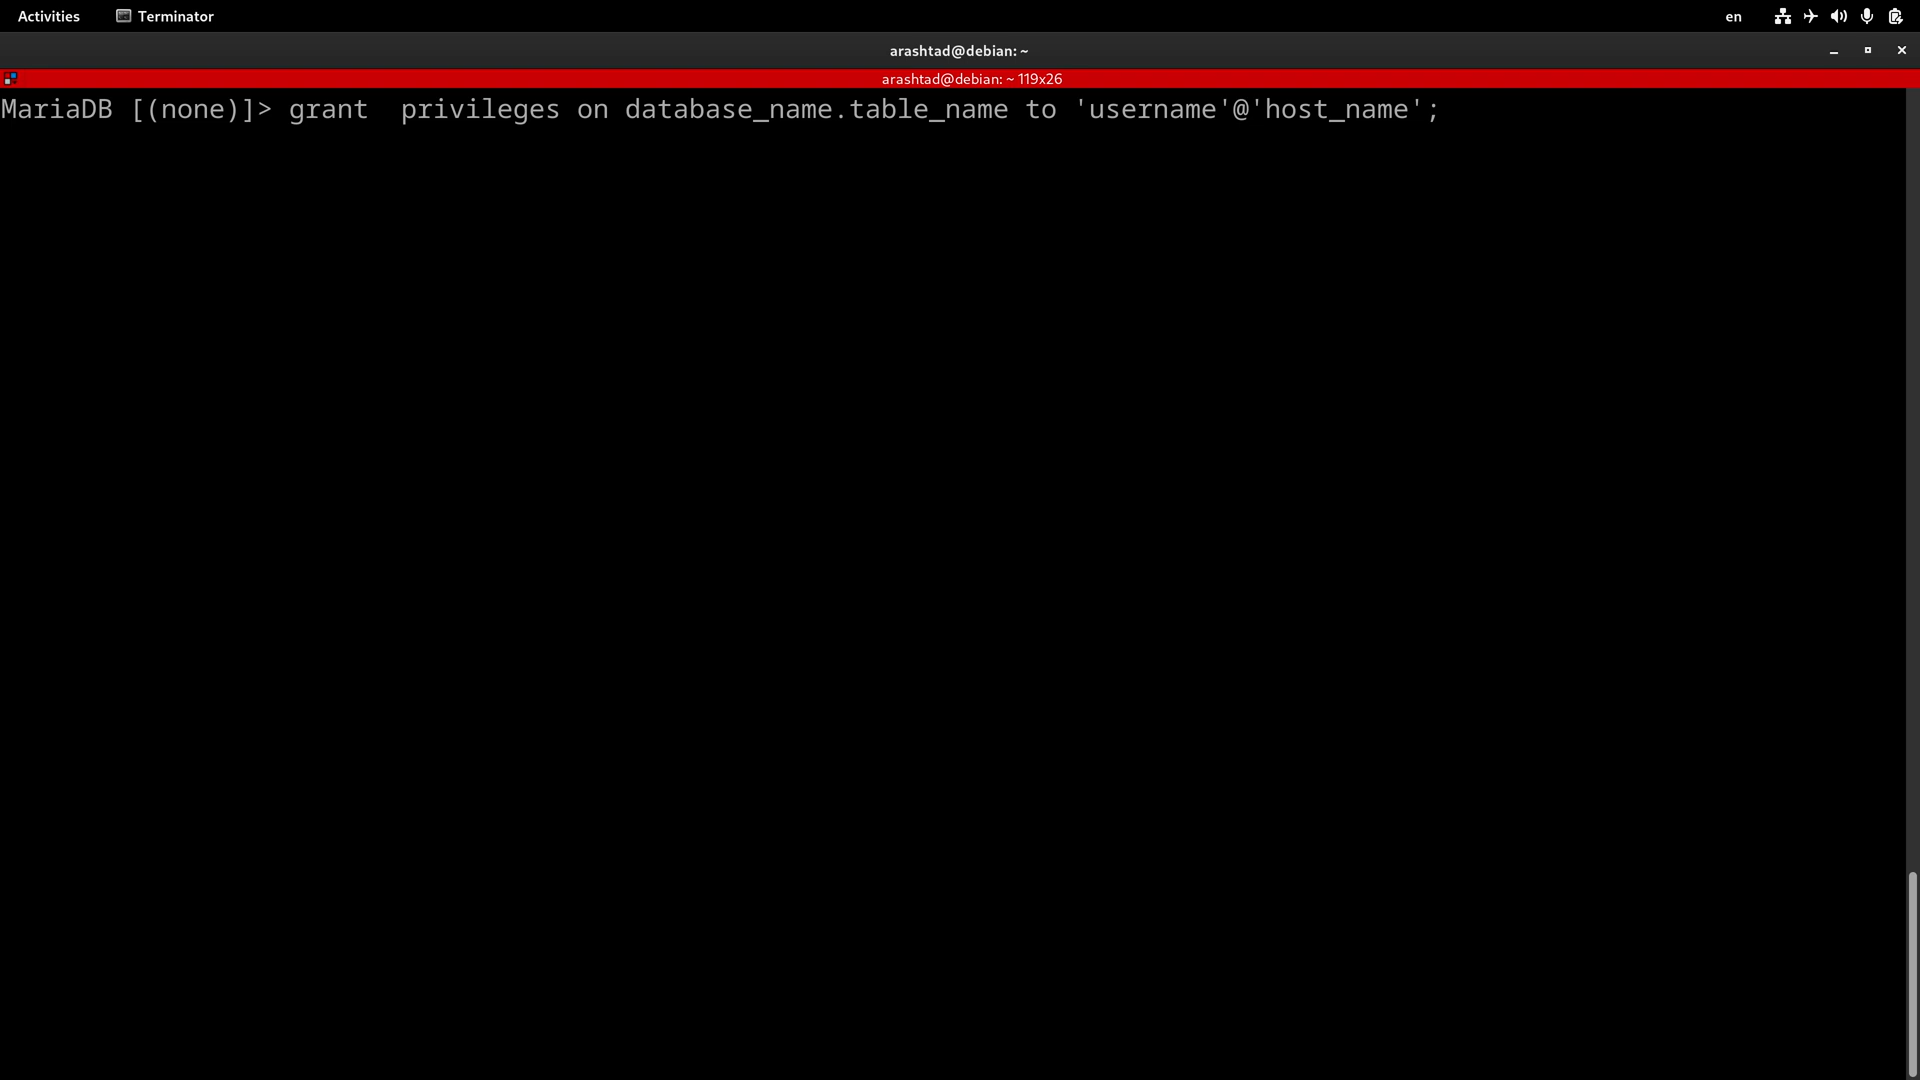 Activities Terminator en
arashtad@debian: ~
arashtad@debian: ~ 119x26
MariaDB [(none)]> grant  privileges on database_name.table_name to 'username'@'host_name';